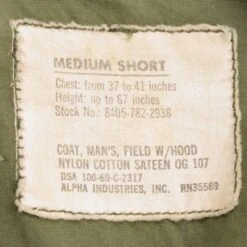 MEDIUM SHORT
Chest: from 37 to 41 inches
Height: up to 67 inches
Stock No.: 8405-782-2938
COAT, MAN'S, FIELD W/HOOD
NYLON COTTON SATEEN OG 107
DSA 100-69-C-2317
ALPHA INDUSTRIES, INC. RN35569